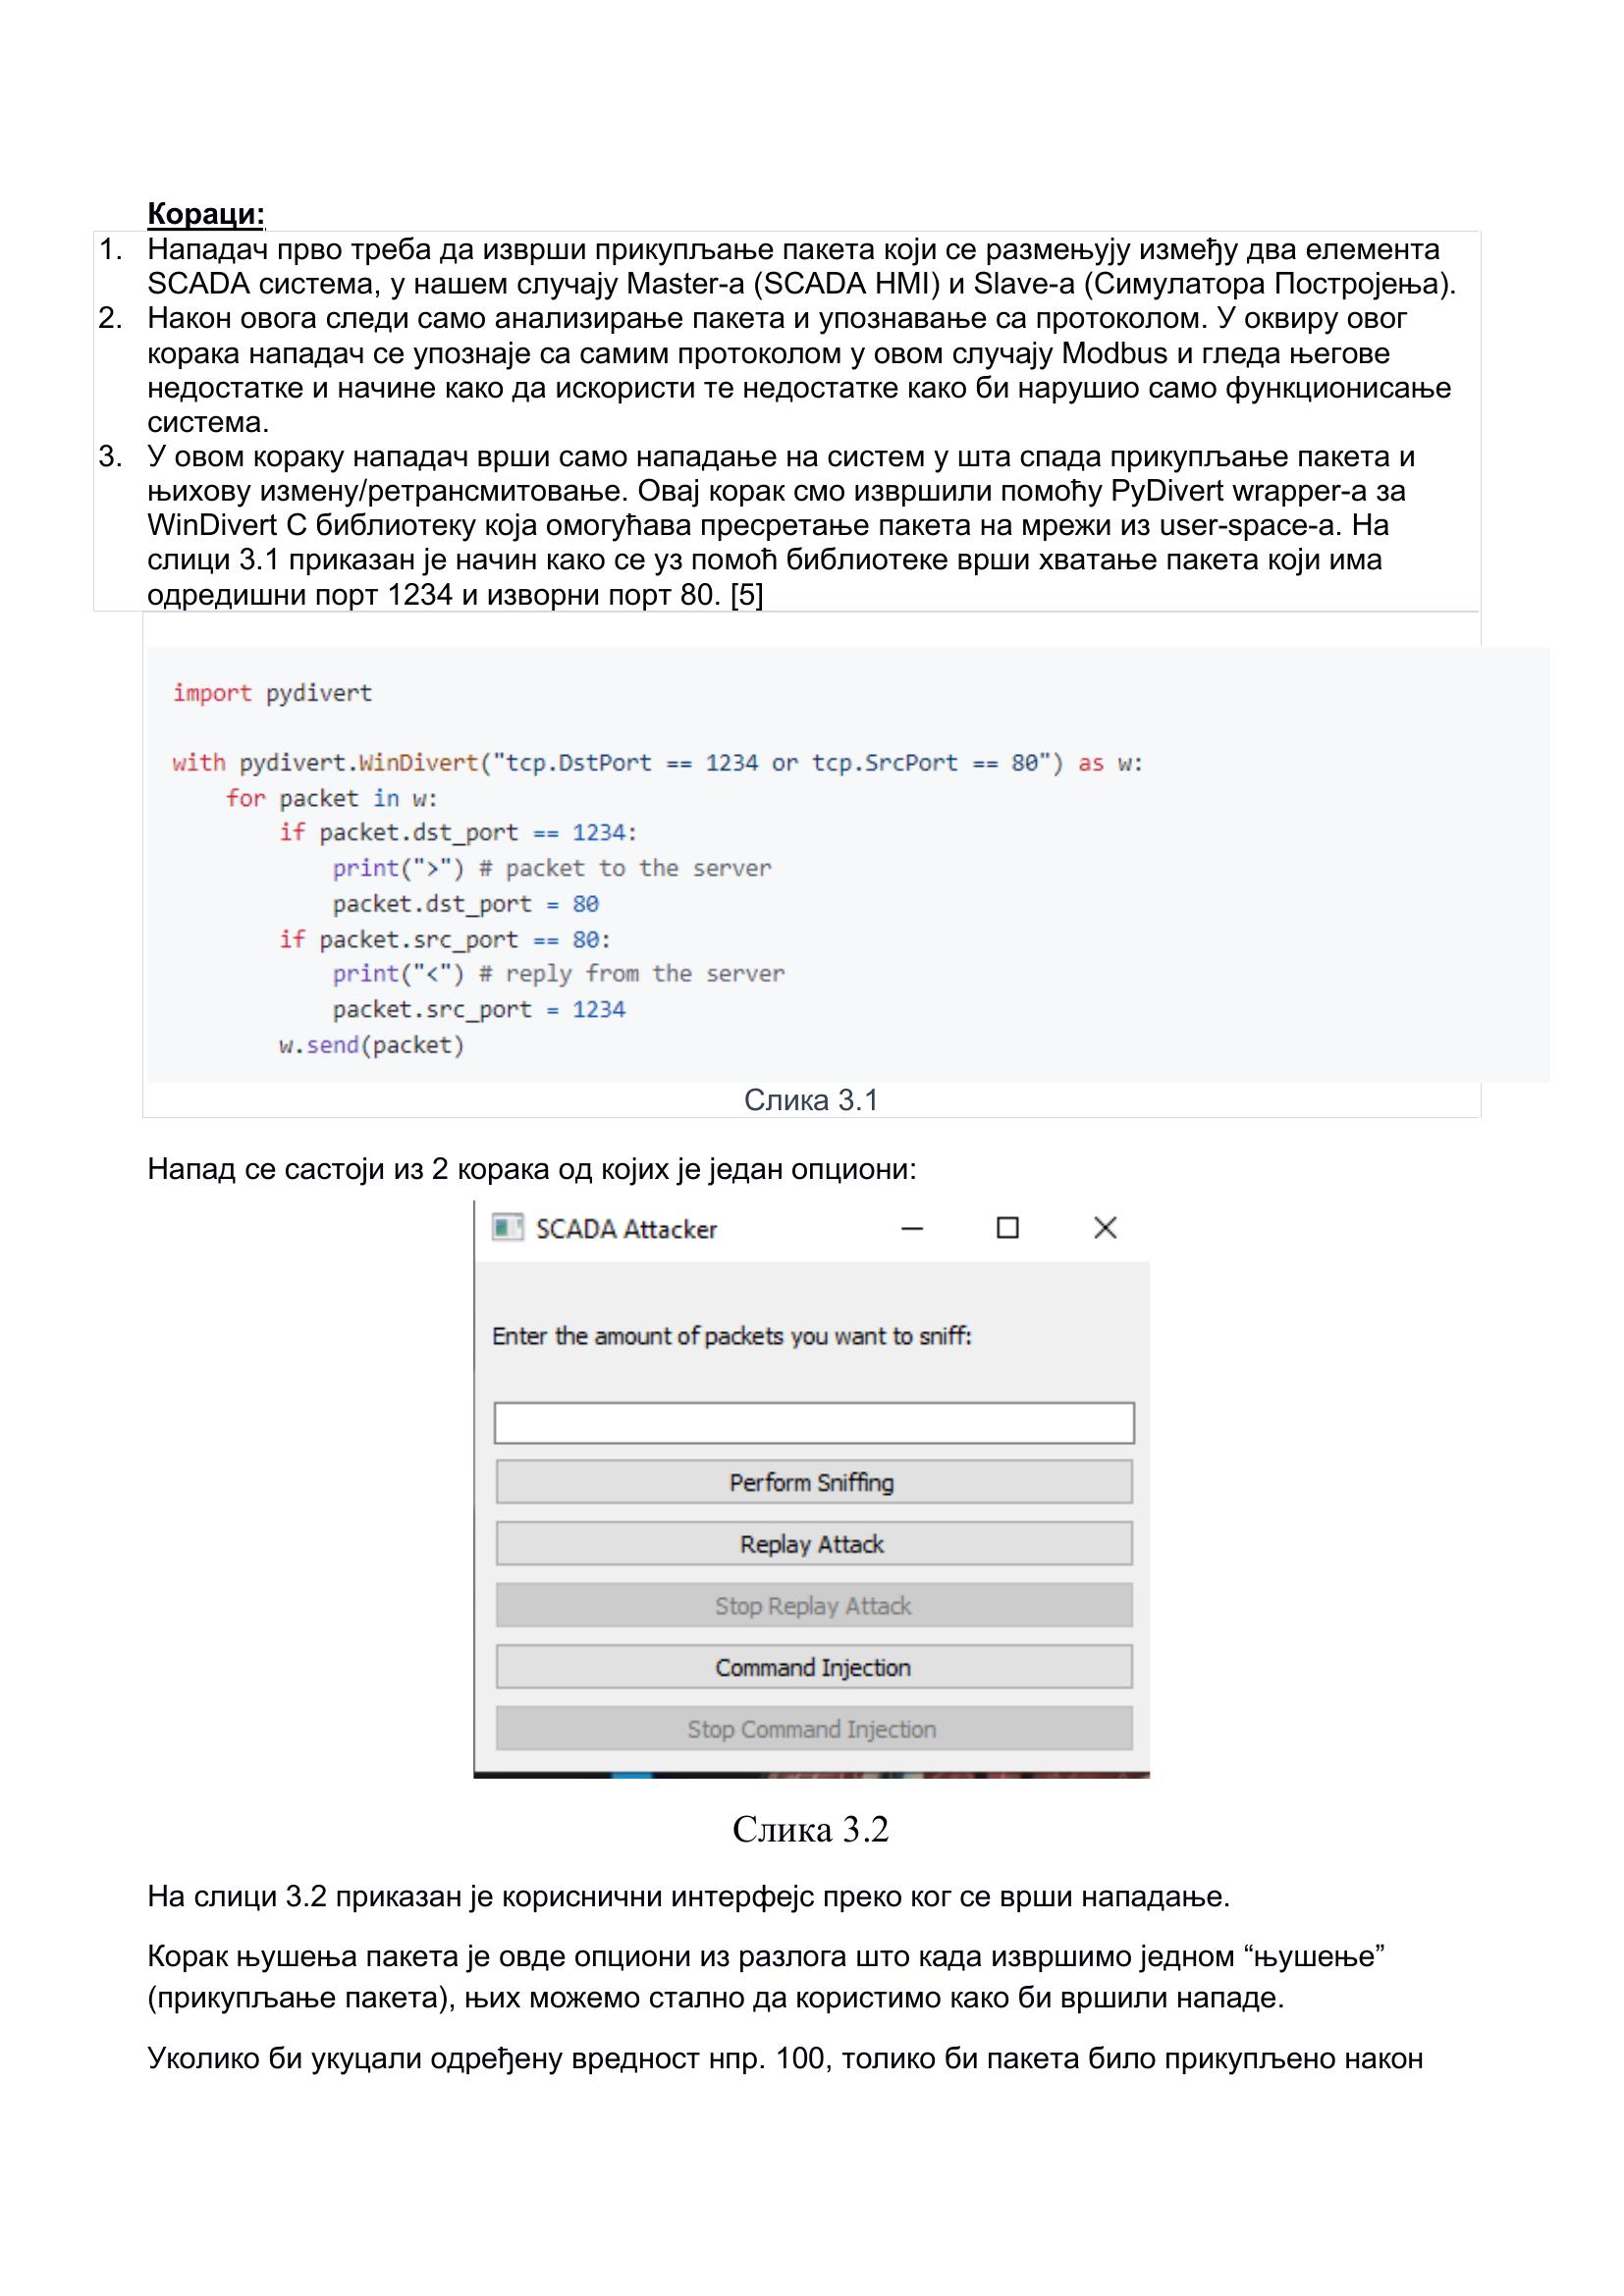 Кораци:
1. Нападач прво треба да изврши прикупљање пакета који се размењују између два елемента
SCADA система, у нашем случају Master-а (SCADA HMI) и Slave-а (Симулатора Постројења).
2. Након овога следи само анализирање пакета и упознавање са протоколом. У оквиру овог
корака нападач се упознаје са самим протоколом у овом случају Modbus и гледа његове
недостатке и начине како да искористи те недостатке како би нарушио само функционисање
система.
3. У овом кораку нападач врши само нападање на систем у шта спада прикупљање пакета и
њихову измену/ретрансмитовање. Овај корак смо извршили помоћу PyDivert wrapper-а за
WinDivert C библиотеку која омогућава пресретање пакета на мрежи из user-space-а. На
слици 3.1 приказан је начин како се уз помоћ библиотеке врши хватање пакета који има
одредишни порт 1234 и изворни порт 80. [5]
import pydivert
with pydivert.WinDivert("tcp.DstPort == 1234 or tcp.SrcPort == 80") as w:
    for packet in w:
        if packet.dst_port == 1234:
            print(">") # packet to the server
            packet.dst_port = 80
        if packet.src_port == 80:
            print("<") # reply from the server
            packet.src_port = 1234
        w.send(packet)
Слика 3.1
Напад се састоји из 2 корака од којих је један опциони:
SCADA Attacker
Enter the amount of packets you want to sniff:
Perform Sniffing
Replay Attack
Stop Replay Attack
Command Injection
Stop Command Injection
Слика 3.2
На слици 3.2 приказан је кориснични интерфејс преко ког се врши нападање.
Корак њушења пакета је овде опциони из разлога што када извршимо једном “њушење”
(прикупљање пакета), њих можемо стално да користимо како би вршили нападе.
Уколико би укуцали одређену вредност нпр. 100, толико би пакета било прикупљено након